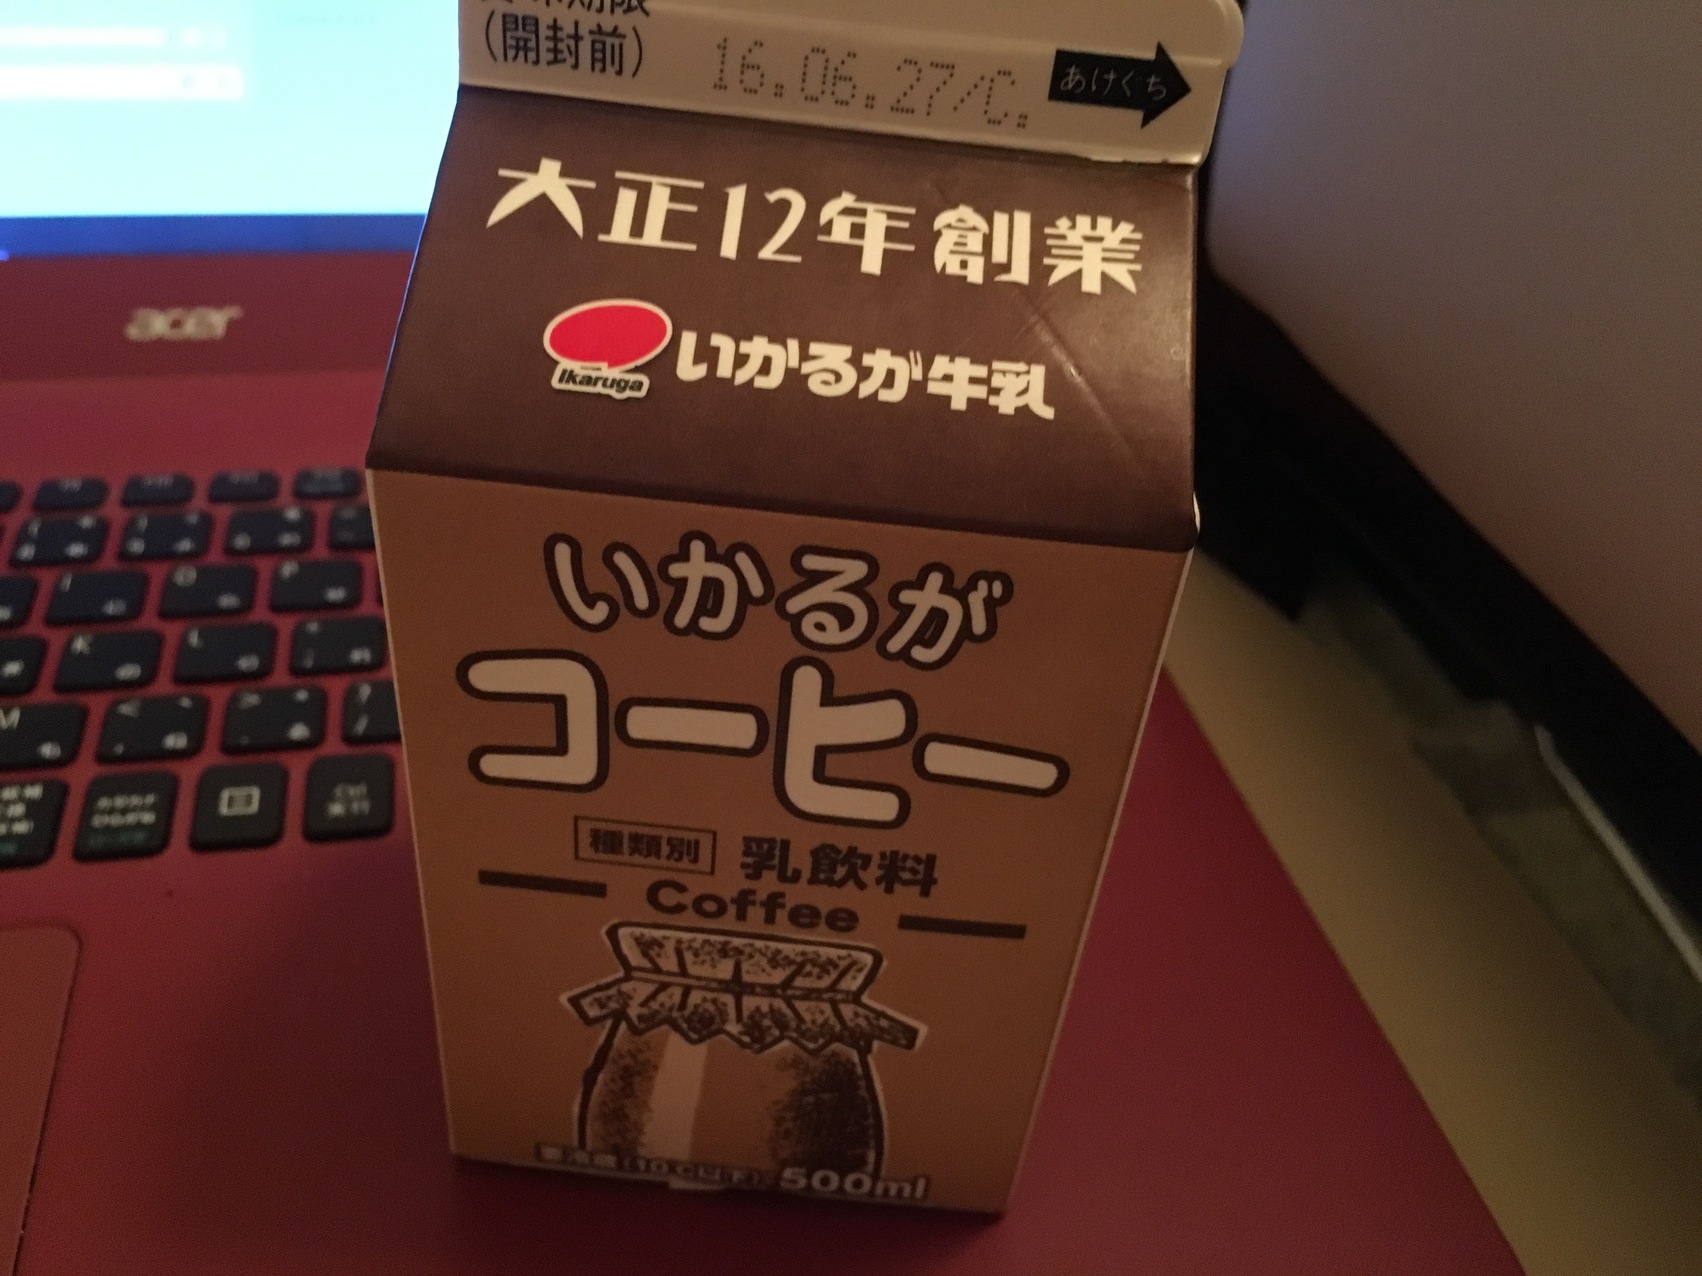 (開封前)
16.06.27/C.
あけぐち
大正12年創業
Ikaruga
いかるが牛乳
いかるが
コーヒー
種類別 乳飲料
Coffee
500ml
acer
P
K
L
M